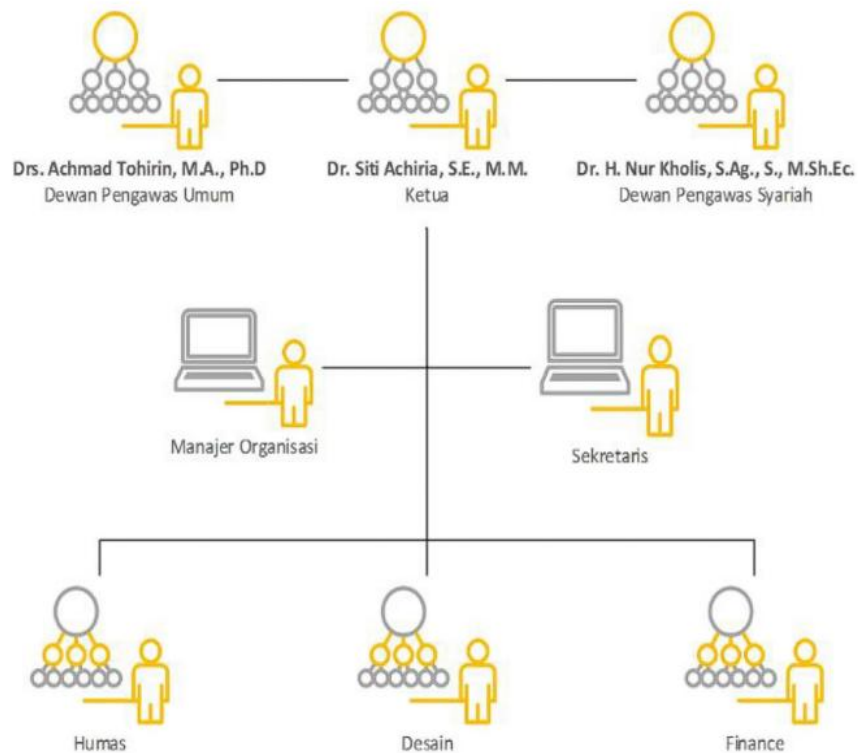 Drs. Achmad Tohirin, M.A., Ph.D
Dewan Pengawas Umum
Dr. Siti Achiria, S.E., M.M.
Ketua
Dr. H. Nur Kholis, S.Ag., S., M.Sh.Ec.
Dewan Pengawas Syariah
Manajer Organisasi
Sekretaris
Humas
Desain
Finance